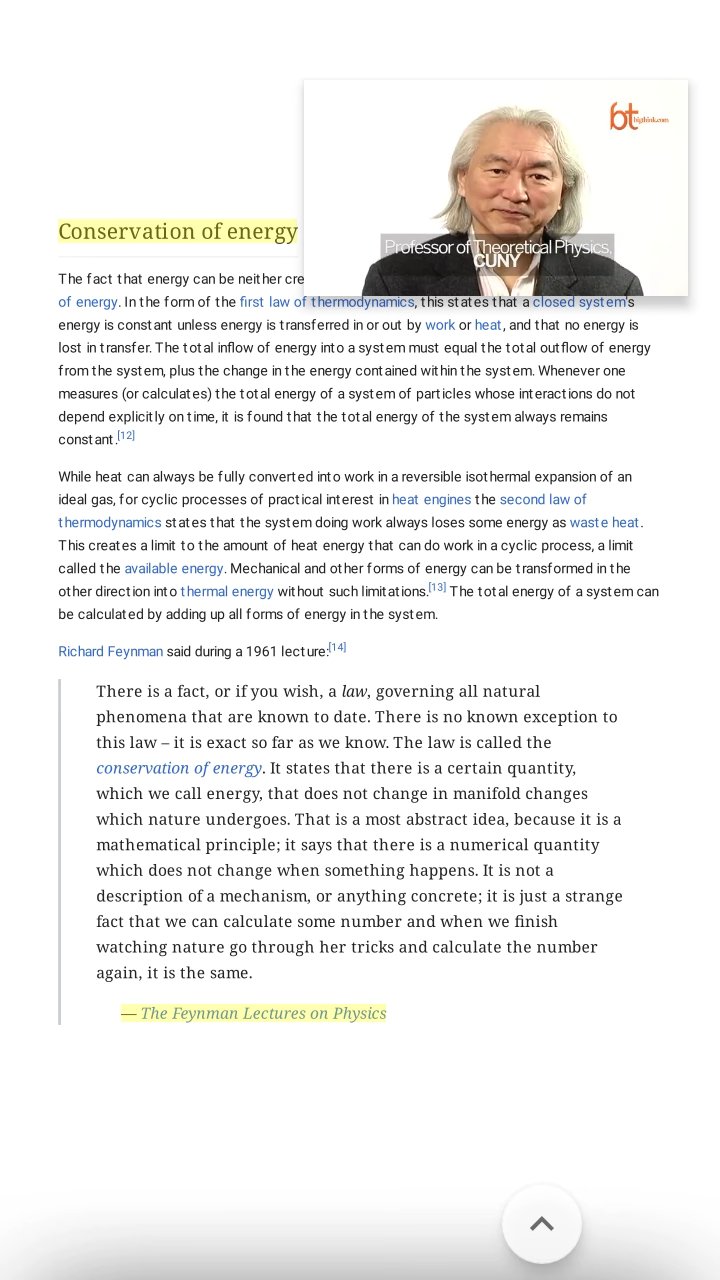 bt
bigthink.com
Professor of Theoretical Physics,
CUNY
Conservation of energy
The fact that energy can be neither cre
of energy. In the form of the first law of thermodynamics, this states that a closed system's
energy is constant unless energy is transferred in or out by work or heat, and that no energy is
lost in transfer. The total inflow of energy into a system must equal the total outflow of energy
from the system, plus the change in the energy contained within the system. Whenever one
measures (or calculates) the total energy of a system of particles whose interactions do not
depend explicitly on time, it is found that the total energy of the system always remains
constant.[12]
While heat can always be fully converted into work in a reversible isothermal expansion of an
ideal gas, for cyclic processes of practical interest in heat engines the second law of
thermodynamics states that the system doing work always loses some energy as waste heat.
This creates a limit to the amount of heat energy that can do work in a cyclic process, a limit
called the available energy. Mechanical and other forms of energy can be transformed in the
other direction into thermal energy without such limitations.[13] The total energy of a system can
be calculated by adding up all forms of energy in the system.
Richard Feynman said during a 1961 lecture:[14]
There is a fact, or if you wish, a law, governing all natural
phenomena that are known to date. There is no known exception to
this law – it is exact so far as we know. The law is called the
conservation of energy. It states that there is a certain quantity,
which we call energy, that does not change in manifold changes
which nature undergoes. That is a most abstract idea, because it is a
mathematical principle; it says that there is a numerical quantity
which does not change when something happens. It is not a
description of a mechanism, or anything concrete; it is just a strange
fact that we can calculate some number and when we finish
watching nature go through her tricks and calculate the number
again, it is the same.
— The Feynman Lectures on Physics